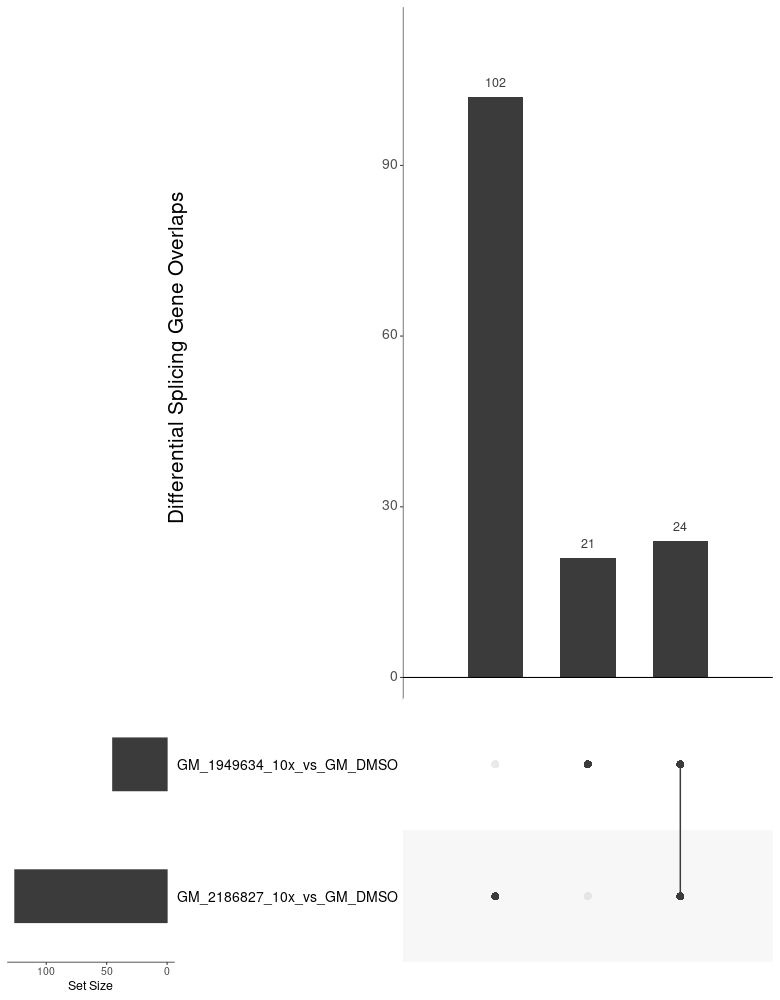 Differential Splicing Gene Overlaps
102
90
60
30
24
21
0
GM_1949634_10x_vs_GM_DMSO
GM_2186827_10x_vs_GM_DMSO
100 50 0
Set Size